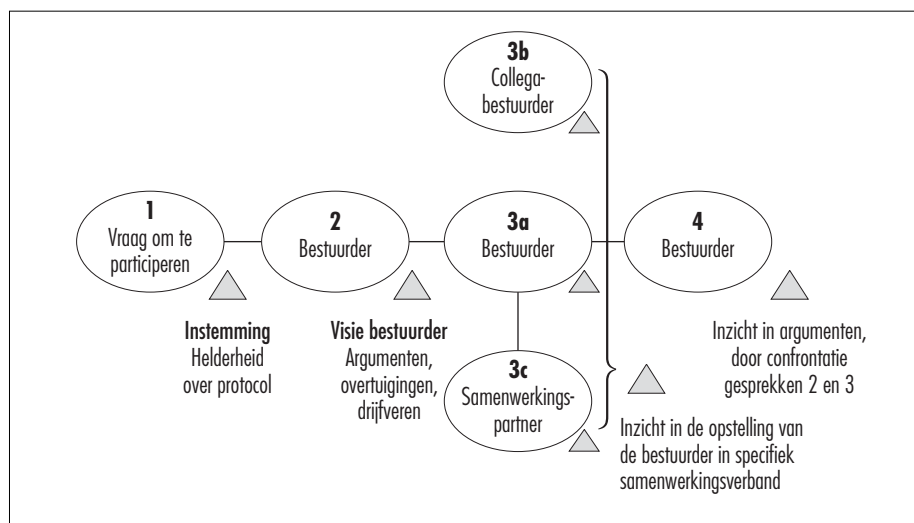 3b
Collega-
bestuurder
1
Vraag om te
participeren
2
Bestuurder
3a
Bestuurder
4
Bestuurder
Instemming
Helderheid
over protocol
Visie bestuurder
Argumenten,
overtuigingen,
drijfveren
3c
Samenwerkings-
partner
Inzicht in argumenten,
door confrontatie
gesprekken 2 en 3
Inzicht in de opstelling van
de bestuurder in specifiek
samenwerkingsverband